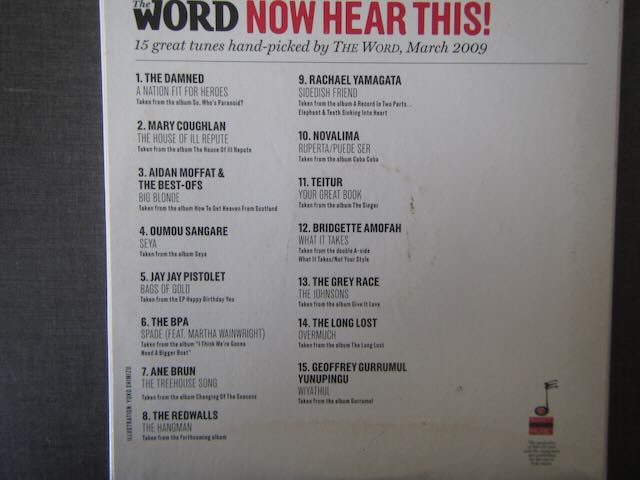 The
WORD NOW HEAR THIS!
15 great tunes hand-picked by THE WORD, March 2009
1. THE DAMNED
A NATION FIT FOR HEROES
Taken from the album So, Who's Paranoid?
2. MARY COUGHLAN
THE HOUSE OF ILL REPUTE
Taken from the album The House Of Ill Repute
3. AIDAN MOFFAT &
THE BEST-OFS
BIG BLONDE
Taken from the album How To Get Heaven From Scotland
4. OUMOU SANGARE
SEYA
Taken from the album Seya
5. JAY JAY PISTOLET
BAGS OF GOLD
Taken from the EP Happy Birthday You
6. THE BPA
SPADE (FEAT. MARTHA WAINWRIGHT)
Taken from the album "I Think We're Gonna
Need A Bigger Boat"
7. ANE BRUN
THE TREEHOUSE SONG
Taken from the album Changing Of The Seasons
8. THE REDWALLS
THE HANGMAN
Taken from the forthcoming album
9. RACHAEL YAMAGATA
SIDEDISH FRIEND
Taken from the album A Record In Two Parts...
Elephants & Teeth Sinking Into Heart
10. NOVALIMA
RUPERTA/PUEDE SER
Taken from the album Coba Coba
11. TEITUR
YOUR GREAT BOOK
Taken from the album The Singer
12. BRIDGETTE AMOFAH
WHAT IT TAKES
Taken from the double A-side
What It Takes/Not Your Style
13. THE GREY RACE
THE JOHNSONS
Taken from the album Give It Love
14. THE LONG LOST
OVERMUCH
Taken from the album The Long Lost
15. GEOFFREY GURRUMUL
YUNUPINGU
WIYATHUL
Taken from the album Gurrumul
ILLUSTRATION: YUKO SHIMIZU